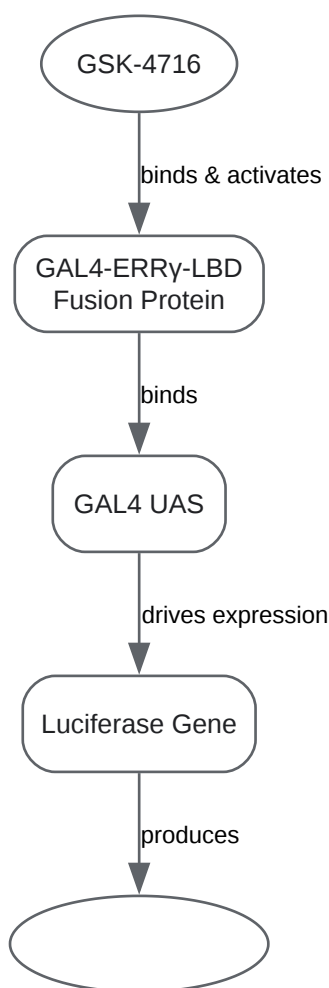 GSK-4716
binds & activates
GAL4-ERRγ-LBD
Fusion Protein
binds
GAL4 UAS
drives expression
Luciferase Gene
produces